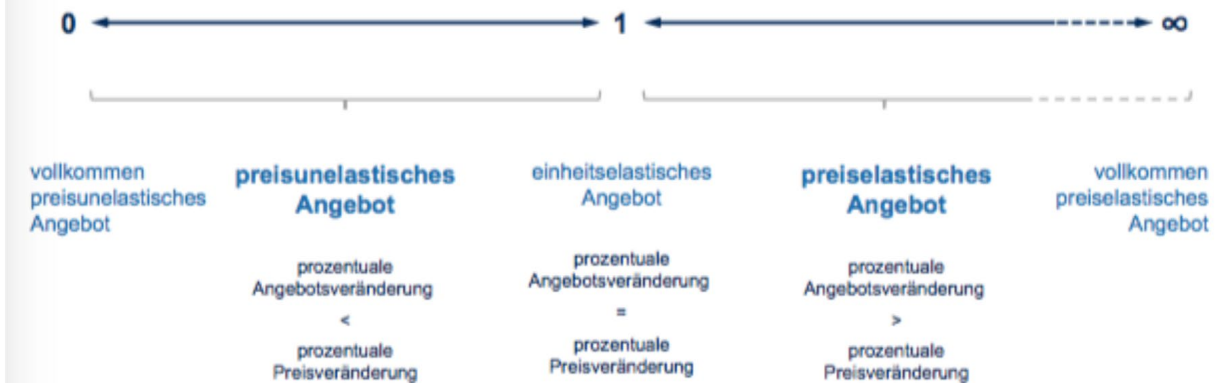 0 1 ∞
vollkommen
preisunelastisches
Angebot
preisunelastisches
Angebot
prozentuale
Angebotsveränderung
<
prozentuale
Preisveränderung
einheitselastisches
Angebot
prozentuale
Angebotsveränderung
=
prozentuale
Preisveränderung
preiselastisches
Angebot
prozentuale
Angebotsveränderung
>
prozentuale
Preisveränderung
vollkommen
preiselastisches
Angebot